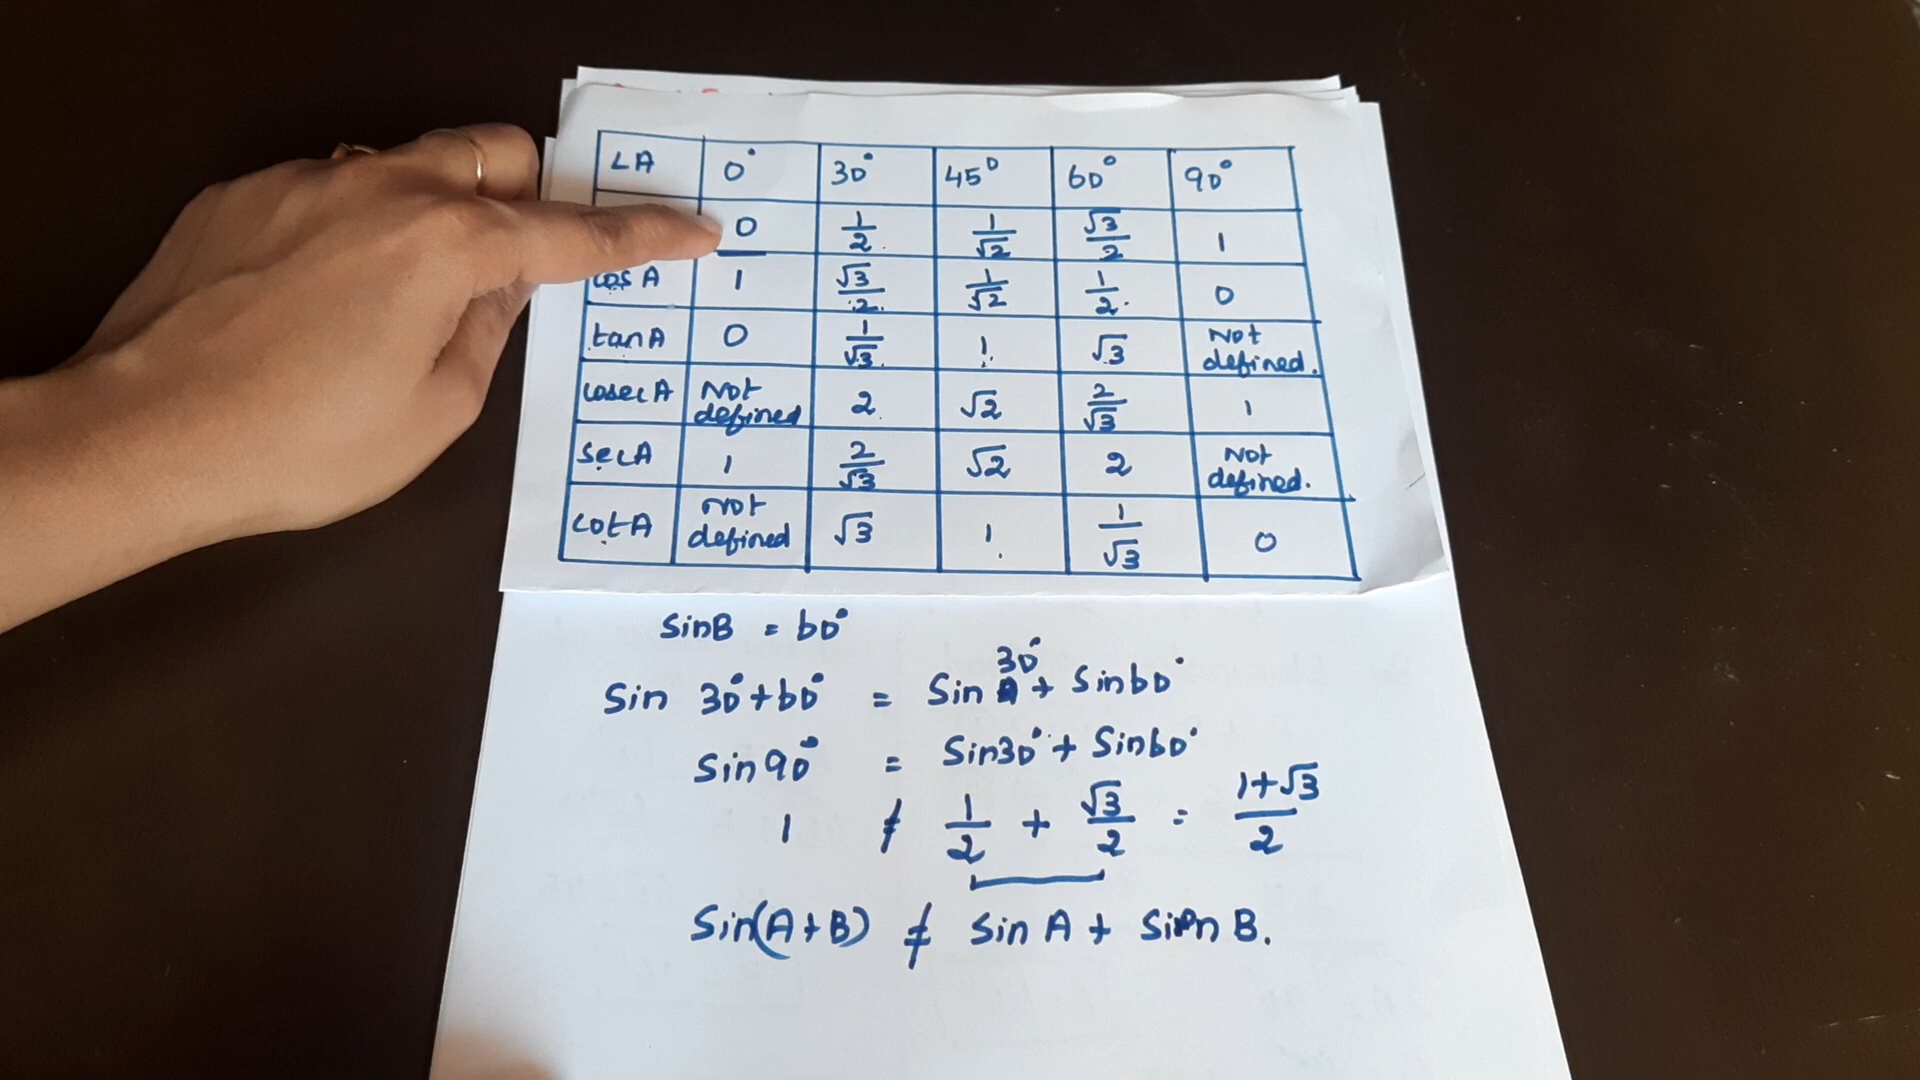 ∠A 0° 30° 45° 60° 90°
0 1/2 1/√2 √3/2 1
cos A 1 √3/2 1/√2 1/2 0
tan A 0 1/√3 1 √3 Not defined.
cosec A Not defined 2 √2 2/√3 1
sec A 1 2/√3 √2 2 Not defined.
cot A Not defined √3 1 1/√3 0
sin B = 60°
Sin 30° + 60° = Sin 30° + Sin 60°
Sin 90° = Sin 30° + Sin 60°
1 ≠ 1/2 + √3/2 = 1+√3/2
Sin(A+B) ≠ Sin A + Sin B.